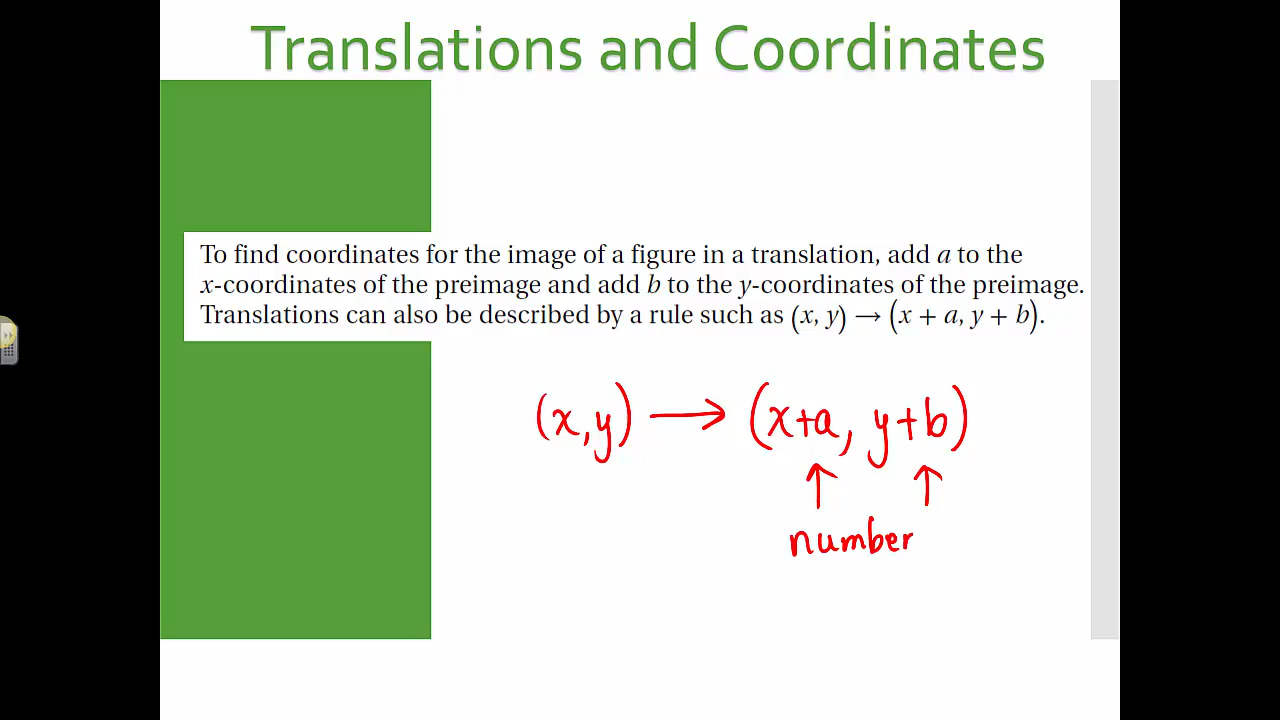 Translations and Coordinates
To find coordinates for the image of a figure in a translation, add a to the
x-coordinates of the preimage and add b to the y-coordinates of the preimage.
Translations can also be described by a rule such as (x, y) → (x + a, y + b).
(x,y) → (x+a, y+b)
↑ ↑
number